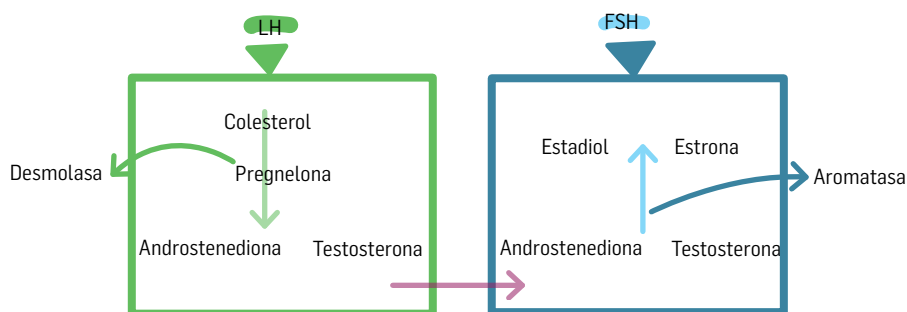 LH
FSH
Colesterol
Estadiol
Estrona
Desmolasa
Pregnelona
Aromatasa
Androstenediona
Testosterona
Androstenediona
Testosterona